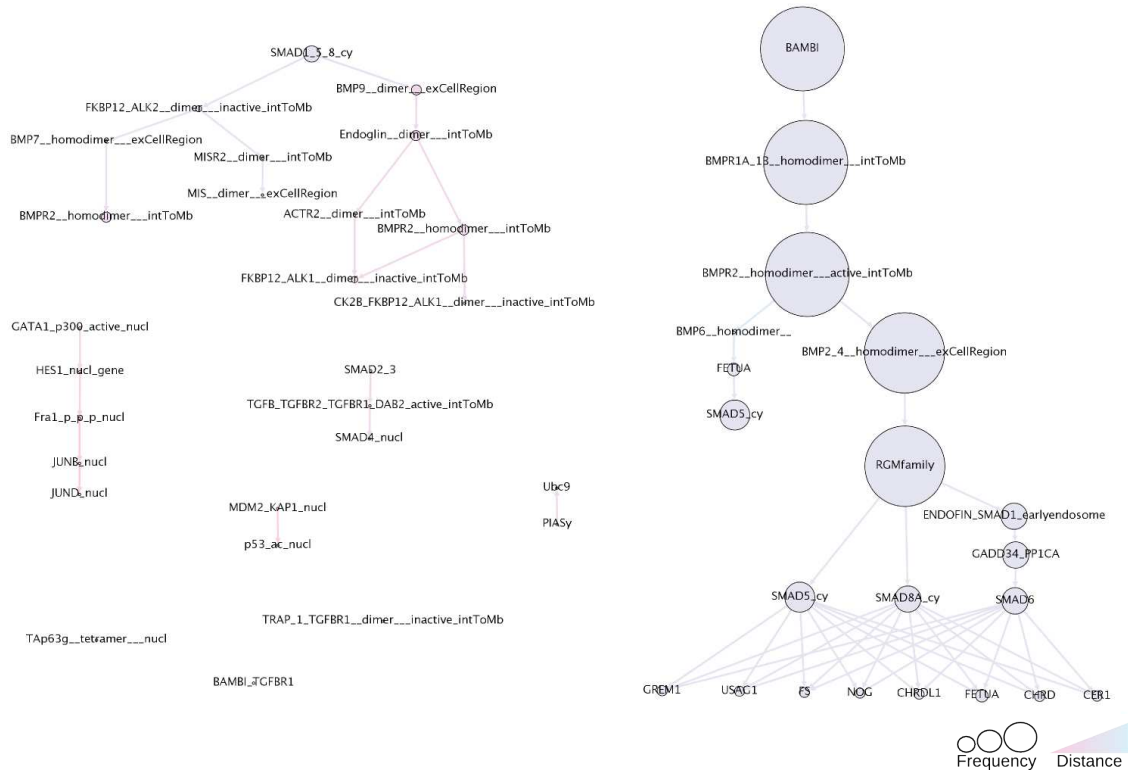 SMAD1_5_8_cy
BAMBI
BMP9__dimer___exCellRegion
FKBP12_ALK2__dimer___inactive_intToMb
Endoglin__dimer___intToMb
BMP7__homodimer___exCellRegion
MISR2__dimer___intToMb
BMPR1A_1B__homodimer___intToMb
MIS__dimer___exCellRegion
BMPR2__homodimer___intToMb
ACTR2__dimer___intToMb
BMPR2__homodimer___intToMb
FKBP12_ALK1__dimer___inactive_intToMb
BMPR2__homodimer___active_intToMb
CK2B_FKBP12_ALK1__dimer___inactive_intToMb
GATA1_p300_active_nucl
BMP6__homodimer__
BMP2_4__homodimer___exCellRegion
HES1_nucl_gene
SMAD2_3
FETUA
Fra1_p_p_p_nucl
TGFB_TGFBR2_TGFBR1_DAB2_active_intToMb
SMAD5_cy
SMAD4_nucl
JUNB_nucl
RGMfamily
JUND_nucl
Ubc9
MDM2_KAP1_nucl
PIASy
ENDOFIN_SMAD1_earlyendosome
p53_ac_nucl
GADD34_PP1CA
SMAD5_cy
SMAD8A_cy
SMAD6
TRAP_1_TGFBR1__dimer___inactive_intToMb
TAp63g__tetramer___nucl
BAMBI_TGFBR1
GREM1
USAG1
FS
NOG
CHRDL1
FETUA
CHRD
CER1
Frequency
Distance